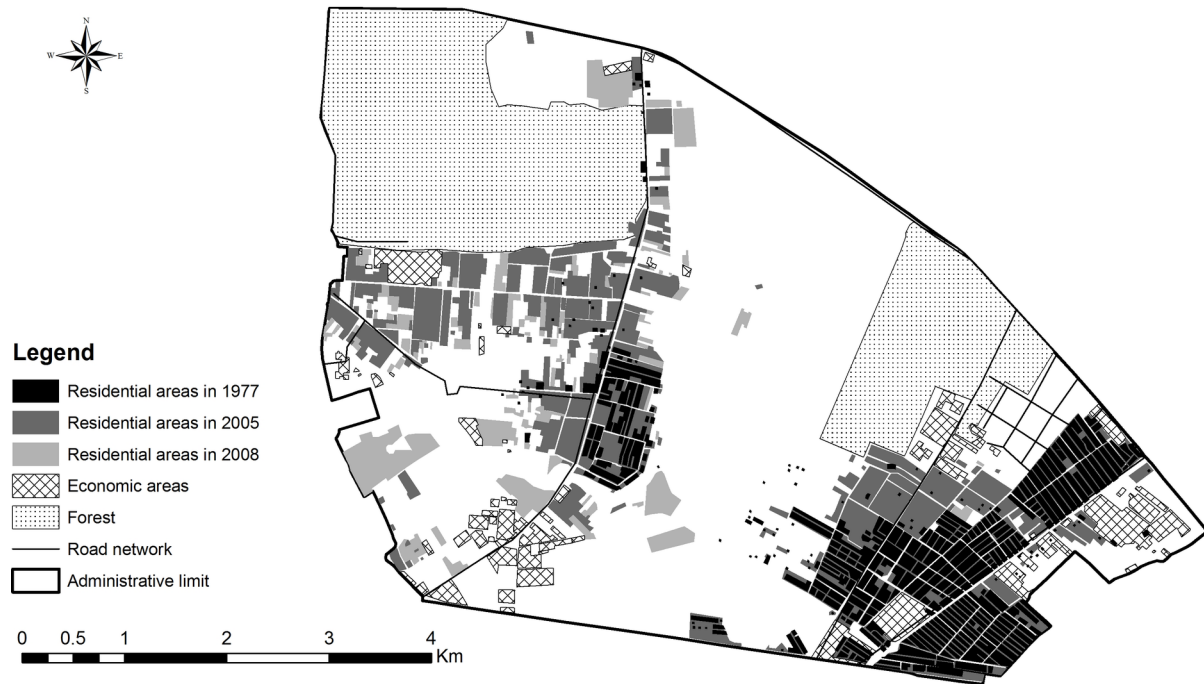 N
W E
S
Legend
Residential areas in 1977
Residential areas in 2005
Residential areas in 2008
Economic areas
Forest
Road network
Administrative limit
0 0.5 1 2 3 4
Km